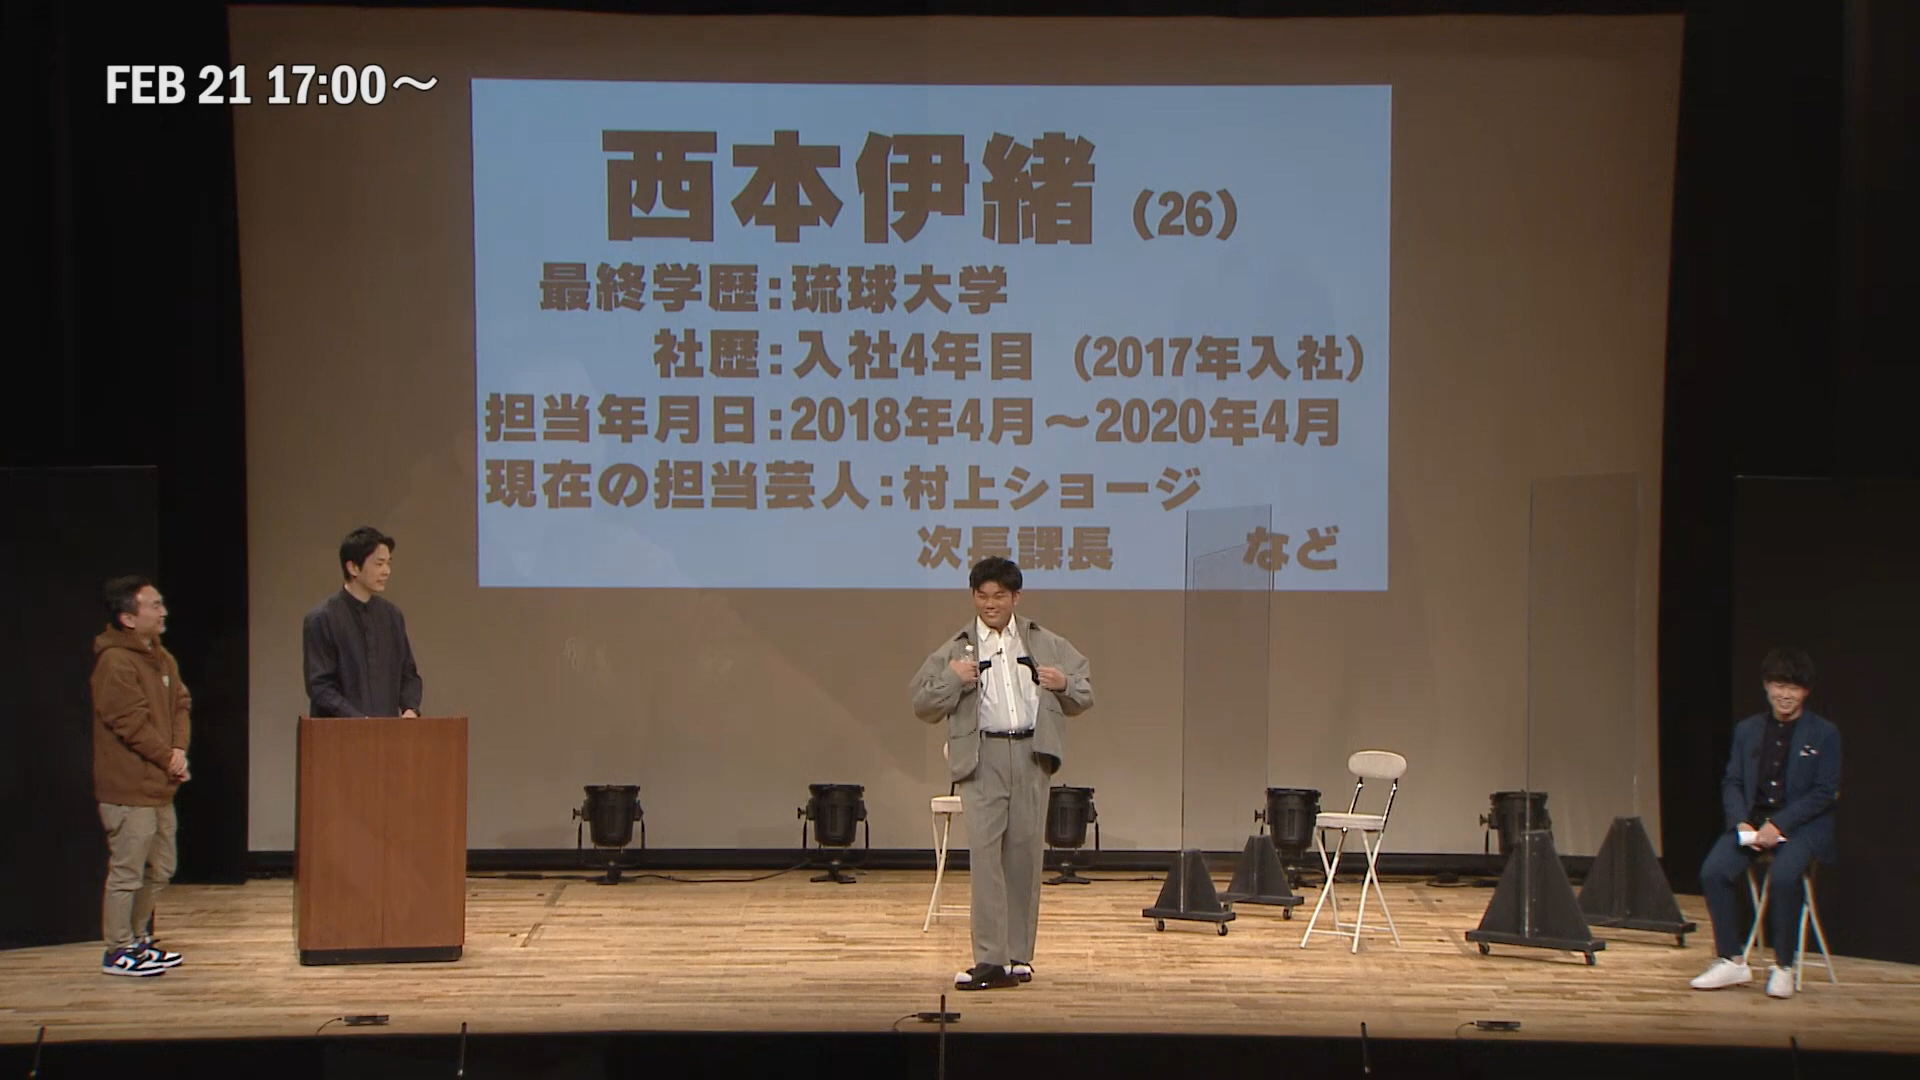 FEB 21 17:00～
西本伊緒（26）
最終学歴：琉球大学
社歴：入社4年目（2017年入社）
担当年月日：2018年4月～2020年4月
現在の担当芸人：村上ショージ
次長課長 など